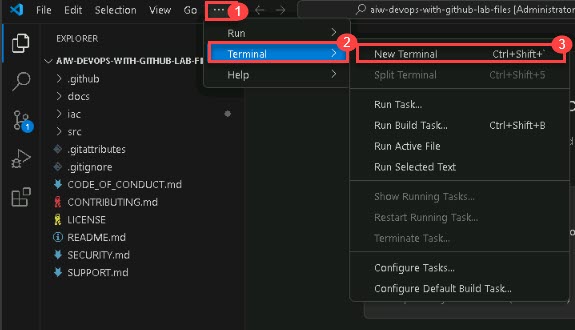 File Edit Selection View Go ... 1 aiw-devops-with-github-lab-files [Administrator
EXPLORER
AIW-DEVOPS-WITH-GITHUB-LAB-FIL
.github
docs
iac
src
.gitattributes
.gitignore
CODE_OF_CONDUCT.md
CONTRIBUTING.md
LICENSE
README.md
SECURITY.md
SUPPORT.md
1
Run
Terminal 2
Help
New Terminal Ctrl+Shift+` 3
Split Terminal Ctrl+Shift+5
Run Task...
Run Build Task... Ctrl+Shift+B
Run Active File
Run Selected Text
Show Running Tasks...
Restart Running Task...
Terminate Task...
Configure Tasks...
Configure Default Build Task...